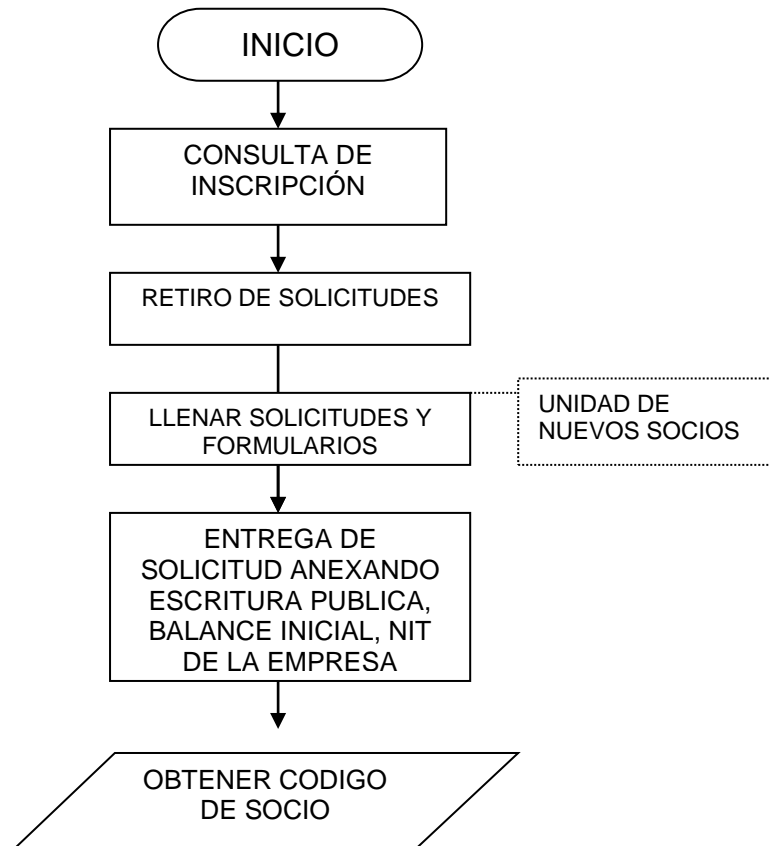 INICIO
CONSULTA DE
INSCRIPCIÓN
RETIRO DE SOLICITUDES
LLENAR SOLICITUDES Y
FORMULARIOS
UNIDAD DE
NUEVOS SOCIOS
ENTREGA DE
SOLICITUD ANEXANDO
ESCRITURA PUBLICA,
BALANCE INICIAL, NIT
DE LA EMPRESA
OBTENER CODIGO
DE SOCIO